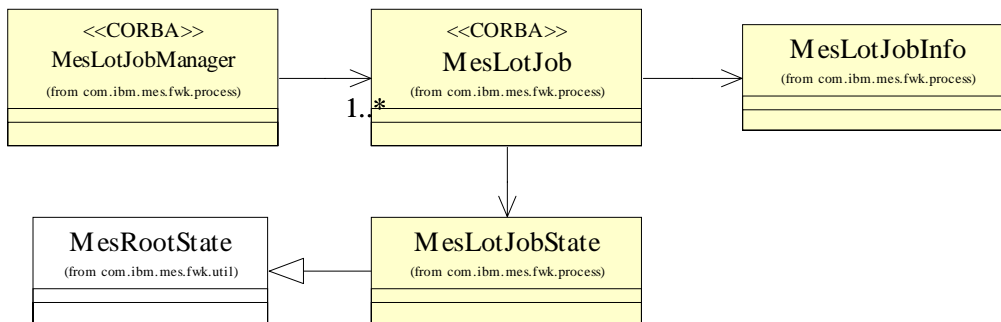 <<CORBA>>
MesLotJobManager
(from com.ibm.mes.fwk.process)
<<CORBA>>
MesLotJob
(from com.ibm.mes.fwk.process)
MesLotJobInfo
(from com.ibm.mes.fwk.process)
1..*
MesRootState
(from com.ibm.mes.fwk.util)
MesLotJobState
(from com.ibm.mes.fwk.process)